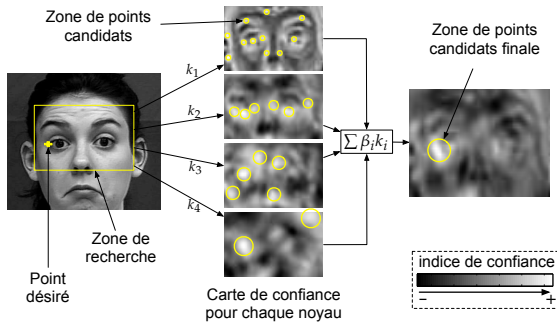 Zone de points
candidats
Zone de points
candidats finale
k₁
k₂
k₃
k₄
∑ βᵢkᵢ
Zone de
recherche
Point
désiré
Carte de confiance
pour chaque noyau
indice de confiance
− +